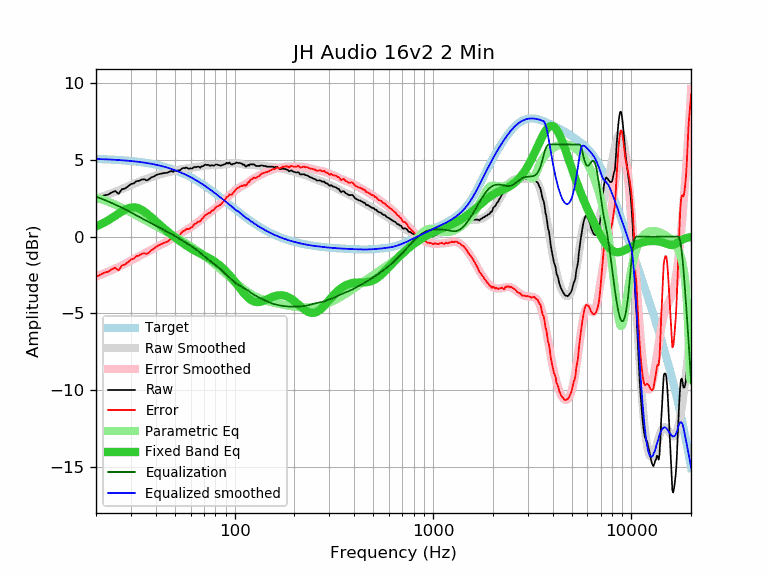 JH Audio 16v2 2 Min
10
5
0
−5
−10
−15
Amplitude (dBr)
Target
Raw Smoothed
Error Smoothed
Raw
Error
Parametric Eq
Fixed Band Eq
Equalization
Equalized smoothed
100
1000
10000
Frequency (Hz)